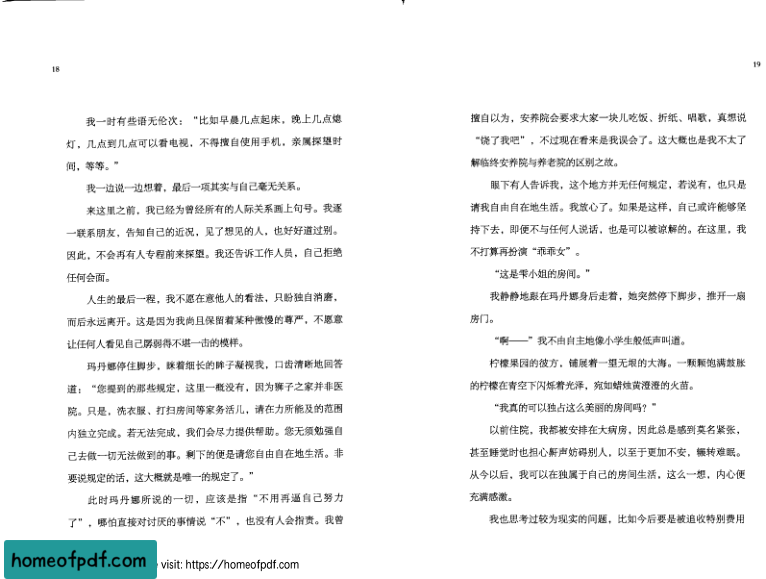 18
我一时有些语无伦次：“比如早晨几点起床，晚上几点熄
灯，几点到几点可以看电视，不得擅自使用手机，亲属探望时
间，等等。”
我一边说一边想着，最后一项其实与自己毫无关系。
来这里之前，我已经为曾经所有的人际关系画上句号。我逐
一联系朋友，告知自己的近况，见了想见的人，也好好道过别。
因此，不会再有人专程前来探望。我还告诉工作人员，自己拒绝
任何会面。
人生的最后一程，我不愿在意他人的看法，只盼独自消磨，
而后永远离开。这是因为我尚且保留着某种傲慢的尊严，不愿意
让任何人看见自己孱弱得不堪一击的模样。
玛丹娜停住脚步，眯着细长的眸子凝视我，口齿清晰地回答
道：“您提到的那些规定，这里一概没有，因为狮子之家并非医
院。只是，洗衣服、打扫房间等家务活儿，请在力所能及的范围
内独立完成。若无法完成，我们会尽力提供帮助。您无须勉强自
己去做一切无法做到的事。剩下的便是请您自由自在地生活。非
要说规定的话，这大概就是唯一的规定了。”
此时玛丹娜所说的一切，应该是指“不用再逼自己努力
了”，哪怕直接对讨厌的事情说“不”，也没有人会指责。我曾
19
擅自以为，安养院会要求大家一块儿吃饭、折纸、唱歌，真想说
“饶了我吧”，不过现在看来是我误会了。这大概也是我不太了
解临终安养院与养老院的区别之故。
眼下有人告诉我，这个地方并无任何规定，若说有，也只是
请我自由自在地生活。我放心了。如果是这样，自己或许能够坚
持下去，即便不与任何人说话，也是可以被谅解的。在这里，我
不打算再扮演“乖乖女”。
“这是雫小姐的房间。”
我静静地跟在玛丹娜身后走着，她突然停下脚步，推开一扇
房门。
“啊——”我不由自主地像小学生般低声叫道。
柠檬果园的彼方，铺展着一望无垠的大海。一颗颗饱满鼓胀
的柠檬在青空下闪烁着光泽，宛如蜡烛黄澄澄的火苗。
“我真的可以独占这么美丽的房间吗？”
以前住院，我都被安排在大病房，因此总是感到莫名紧张，
甚至睡觉时也担心鼾声妨碍别人，以至于更加不安，辗转难眠。
从今以后，我可以在独属于自己的房间生活，这么一想，内心便
充满感激。
我也思考过较为现实的问题，比如今后要是被追收特别费用
homeofpdf.com
visit: https://homeofpdf.com